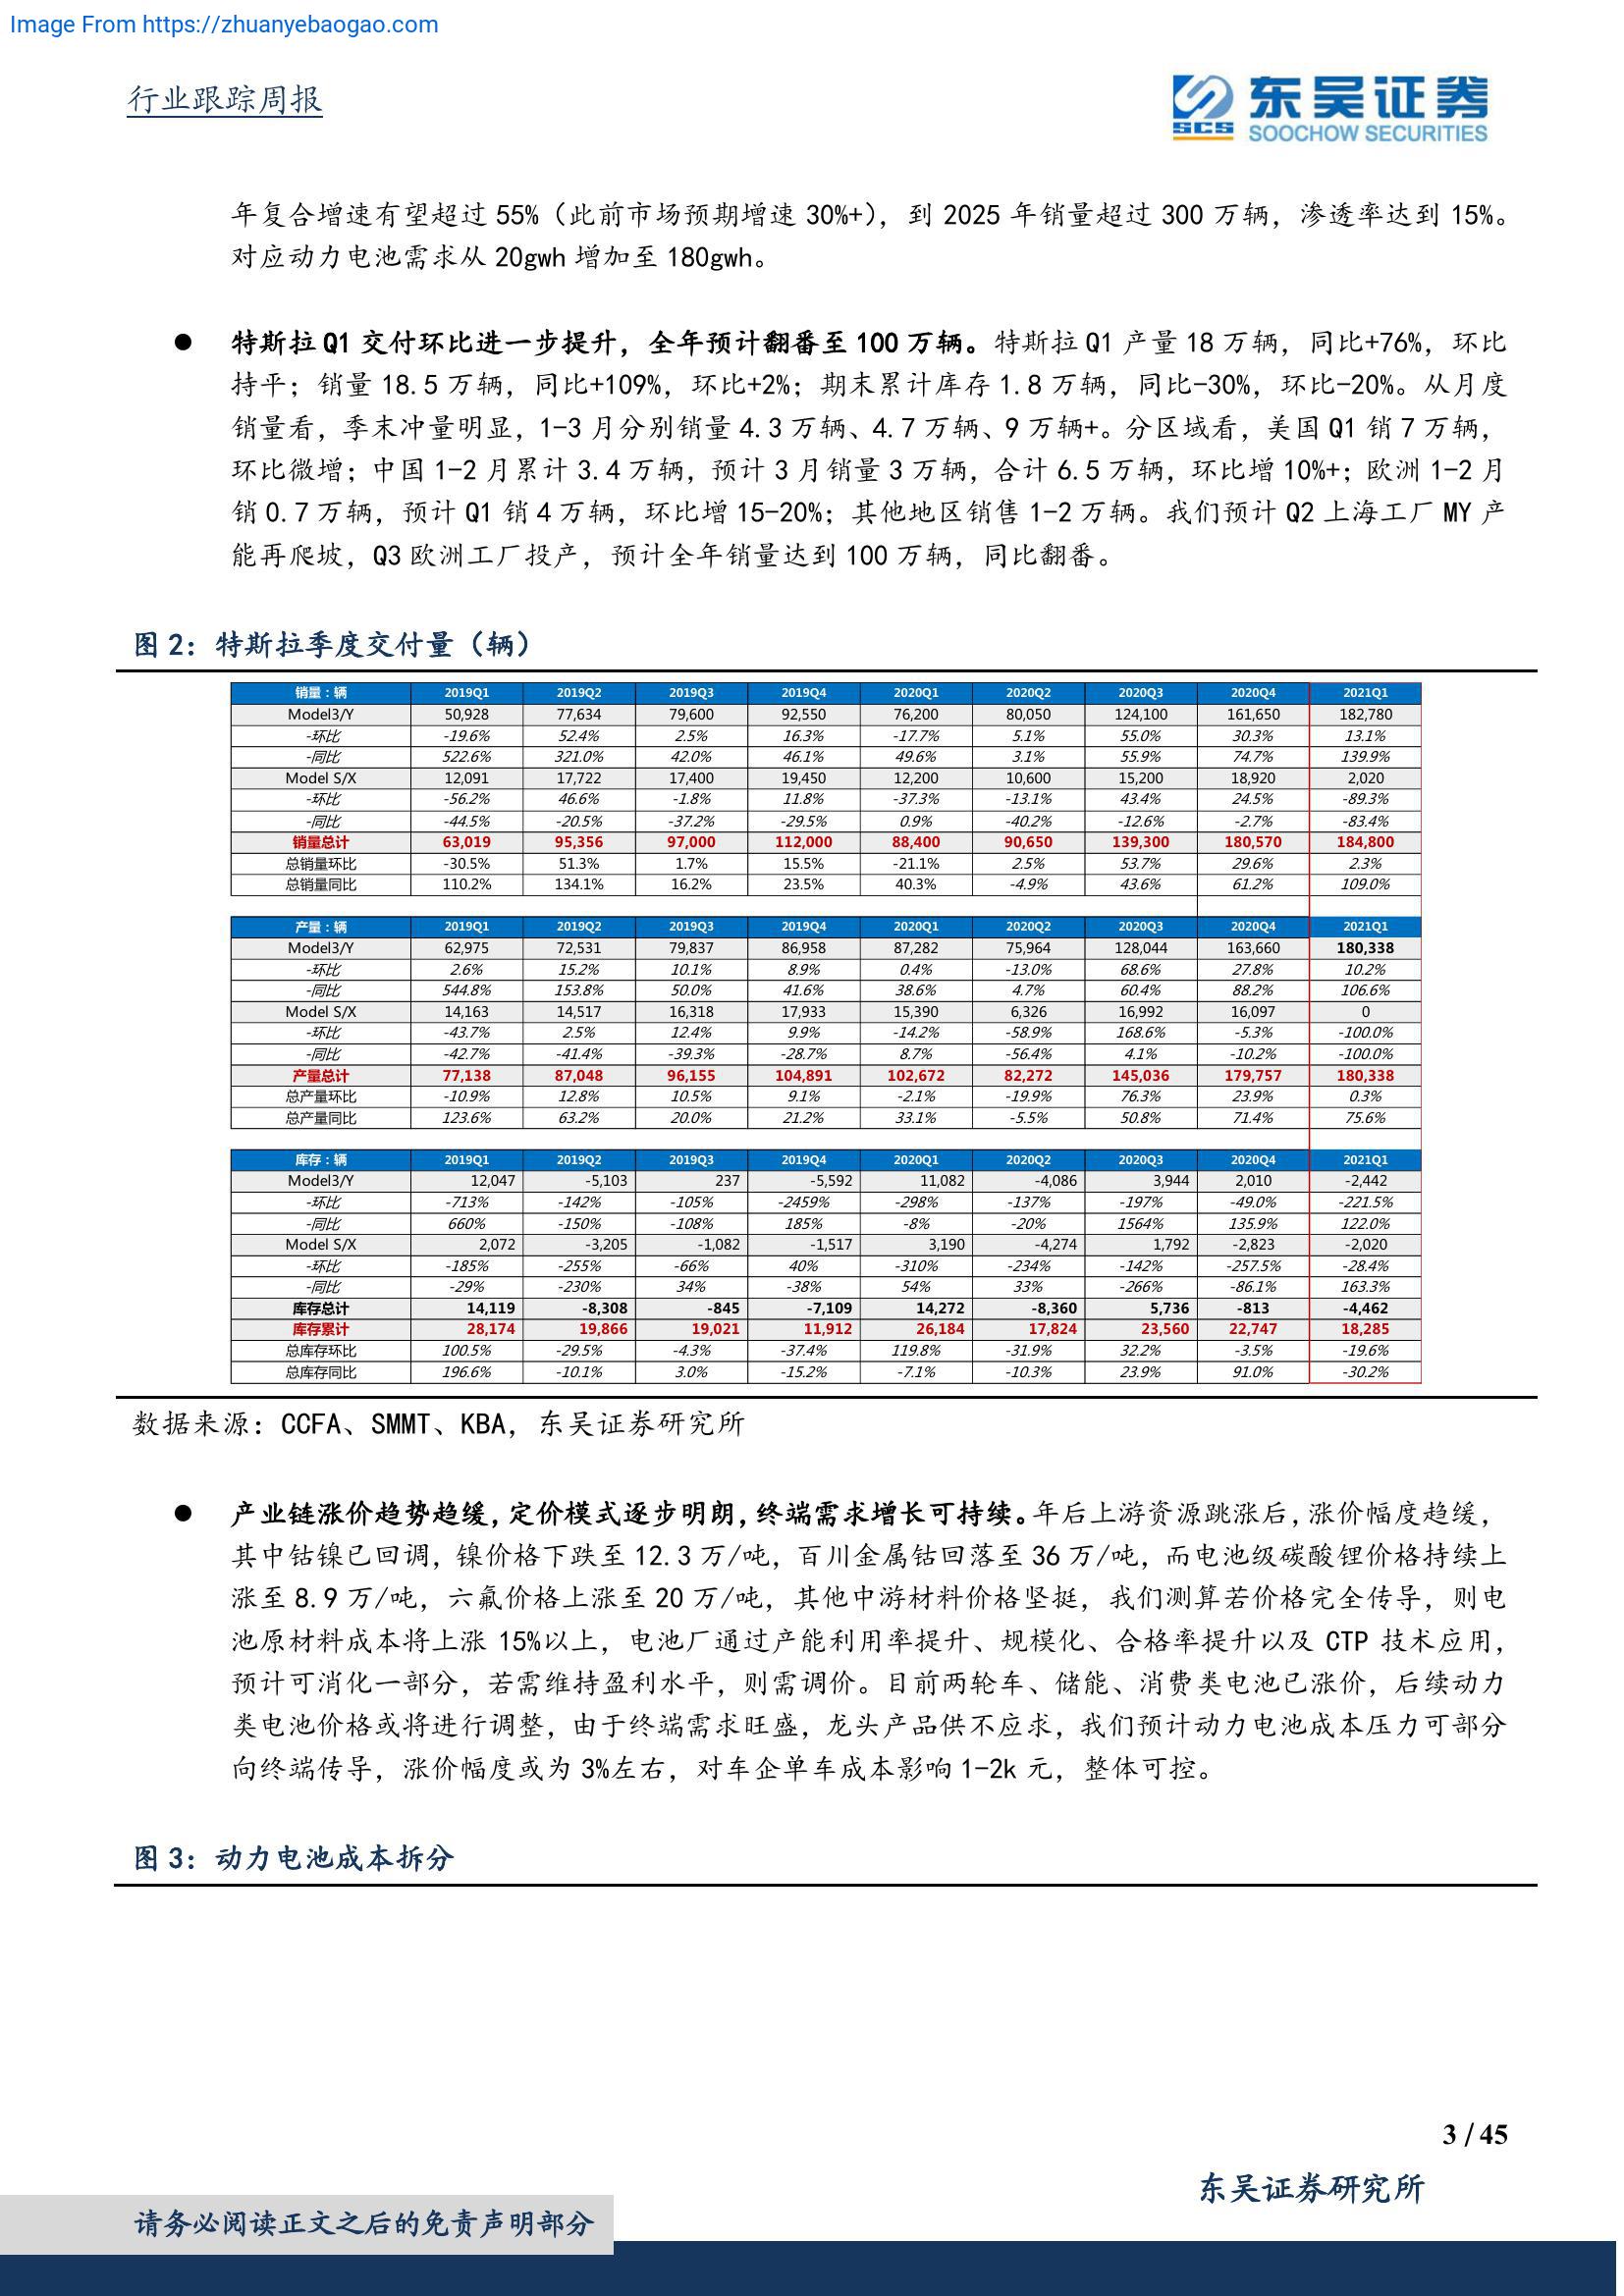 Image From https://zhuanyebaogao.com
行业跟踪周报
SCS
东吴证券
SOOCHOW SECURITIES
年复合增速有望超过 55%（此前市场预期增速 30%+），到 2025 年销量超过 300 万辆，渗透率达到 15%。
对应动力电池需求从 20gwh 增加至 180gwh。
● 特斯拉 Q1 交付环比进一步提升，全年预计翻番至 100 万辆。特斯拉 Q1 产量 18 万辆，同比+76%，环比
持平；销量 18.5 万辆，同比+109%，环比+2%；期末累计库存 1.8 万辆，同比-30%，环比-20%。从月度
销量看，季末冲量明显，1-3 月分别销量 4.3 万辆、4.7 万辆、9 万辆+。分区域看，美国 Q1 销 7 万辆，
环比微增；中国 1-2 月累计 3.4 万辆，预计 3 月销量 3 万辆，合计 6.5 万辆，环比增 10%+；欧洲 1-2 月
销 0.7 万辆，预计 Q1 销 4 万辆，环比增 15-20%；其他地区销售 1-2 万辆。我们预计 Q2 上海工厂 MY 产
能再爬坡，Q3 欧洲工厂投产，预计全年销量达到 100 万辆，同比翻番。
图 2：特斯拉季度交付量（辆）
销量：辆 2019Q1 2019Q2 2019Q3 2019Q4 2020Q1 2020Q2 2020Q3 2020Q4 2021Q1
Model3/Y 50,928 77,634 79,600 92,550 76,200 80,050 124,100 161,650 182,780
-环比 -19.6% 52.4% 2.5% 16.3% -17.7% 5.1% 55.0% 30.3% 13.1%
-同比 522.6% 321.0% 42.0% 46.1% 49.6% 3.1% 55.9% 74.7% 139.9%
Model S/X 12,091 17,722 17,400 19,450 12,200 10,600 15,200 18,920 2,020
-环比 -56.2% 46.6% -1.8% 11.8% -37.3% -13.1% 43.4% 24.5% -89.3%
-同比 -44.5% -20.5% -37.2% -29.5% 0.9% -40.2% -12.6% -2.7% -83.4%
销量总计 63,019 95,356 97,000 112,000 88,400 90,650 139,300 180,570 184,800
总销量环比 -30.5% 51.3% 1.7% 15.5% -21.1% 2.5% 53.7% 29.6% 2.3%
总销量同比 110.2% 134.1% 16.2% 23.5% 40.3% -4.9% 43.6% 61.2% 109.0%
产量：辆 2019Q1 2019Q2 2019Q3 2019Q4 2020Q1 2020Q2 2020Q3 2020Q4 2021Q1
Model3/Y 62,975 72,531 79,837 86,958 87,282 75,964 128,044 163,660 180,338
-环比 2.6% 15.2% 10.1% 8.9% 0.4% -13.0% 68.6% 27.8% 10.2%
-同比 544.8% 153.8% 50.0% 41.6% 38.6% 4.7% 60.4% 88.2% 106.6%
Model S/X 14,163 14,517 16,318 17,933 15,390 6,326 16,992 16,097 0
-环比 -43.7% 2.5% 12.4% 9.9% -14.2% -58.9% 168.6% -5.3% -100.0%
-同比 -42.7% -41.4% -39.3% -28.7% 8.7% -56.4% 4.1% -10.2% -100.0%
产量总计 77,138 87,048 96,155 104,891 102,672 82,272 145,036 179,757 180,338
总产量环比 -10.9% 12.8% 10.5% 9.1% -2.1% -19.9% 76.3% 23.9% 0.3%
总产量同比 123.6% 63.2% 20.0% 21.2% 33.1% -5.5% 50.8% 71.4% 75.6%
库存：辆 2019Q1 2019Q2 2019Q3 2019Q4 2020Q1 2020Q2 2020Q3 2020Q4 2021Q1
Model3/Y 12,047 -5,103 237 -5,592 11,082 -4,086 3,944 2,010 -2,442
-环比 -713% -142% -105% -2459% -298% -137% -197% -49.0% -221.5%
-同比 660% -150% -108% 185% -8% -20% 1564% 135.9% 122.0%
Model S/X 2,072 -3,205 -1,082 -1,517 3,190 -4,274 1,792 -2,823 -2,020
-环比 -185% -255% -66% 40% -310% -234% -142% -257.5% -28.4%
-同比 -29% -230% 34% -38% 54% 33% -266% -86.1% 163.3%
库存总计 14,119 -8,308 -845 -7,109 14,272 -8,360 5,736 -813 -4,462
库存累计 28,174 19,866 19,021 11,912 26,184 17,824 23,560 22,747 18,285
总库存环比 100.5% -29.5% -4.3% -37.4% 119.8% -31.9% 32.2% -3.5% -19.6%
总库存同比 196.6% -10.1% 3.0% -15.2% -7.1% -10.3% 23.9% 91.0% -30.2%
数据来源：CCFA、SMMT、KBA，东吴证券研究所
● 产业链涨价趋势趋缓，定价模式逐步明朗，终端需求增长可持续。年后上游资源跳涨后，涨价幅度趋缓，
其中钴镍已回调，镍价格下跌至 12.3 万/吨，百川金属钴回落至 36 万/吨，而电池级碳酸锂价格持续上
涨至 8.9 万/吨，六氟价格上涨至 20 万/吨，其他中游材料价格坚挺，我们测算若价格完全传导，则电
池原材料成本将上涨 15%以上，电池厂通过产能利用率提升、规模化、合格率提升以及 CTP 技术应用，
预计可消化一部分，若需维持盈利水平，则需调价。目前两轮车、储能、消费类电池已涨价，后续动力
类电池价格或将进行调整，由于终端需求旺盛，龙头产品供不应求，我们预计动力电池成本压力可部分
向终端传导，涨价幅度或为 3%左右，对车企单车成本影响 1-2k 元，整体可控。
图 3：动力电池成本拆分
3 / 45
东吴证券研究所
请务必阅读正文之后的免责声明部分